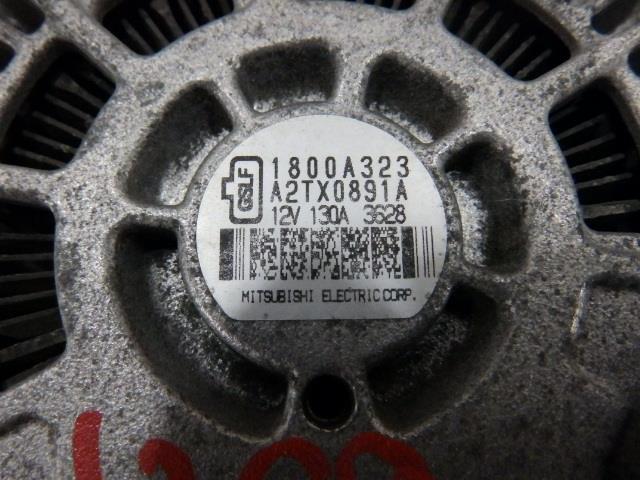 1800A323
A2TX0891A
12V 130A 3628
MITSUBISHI ELECTRIC CORP.